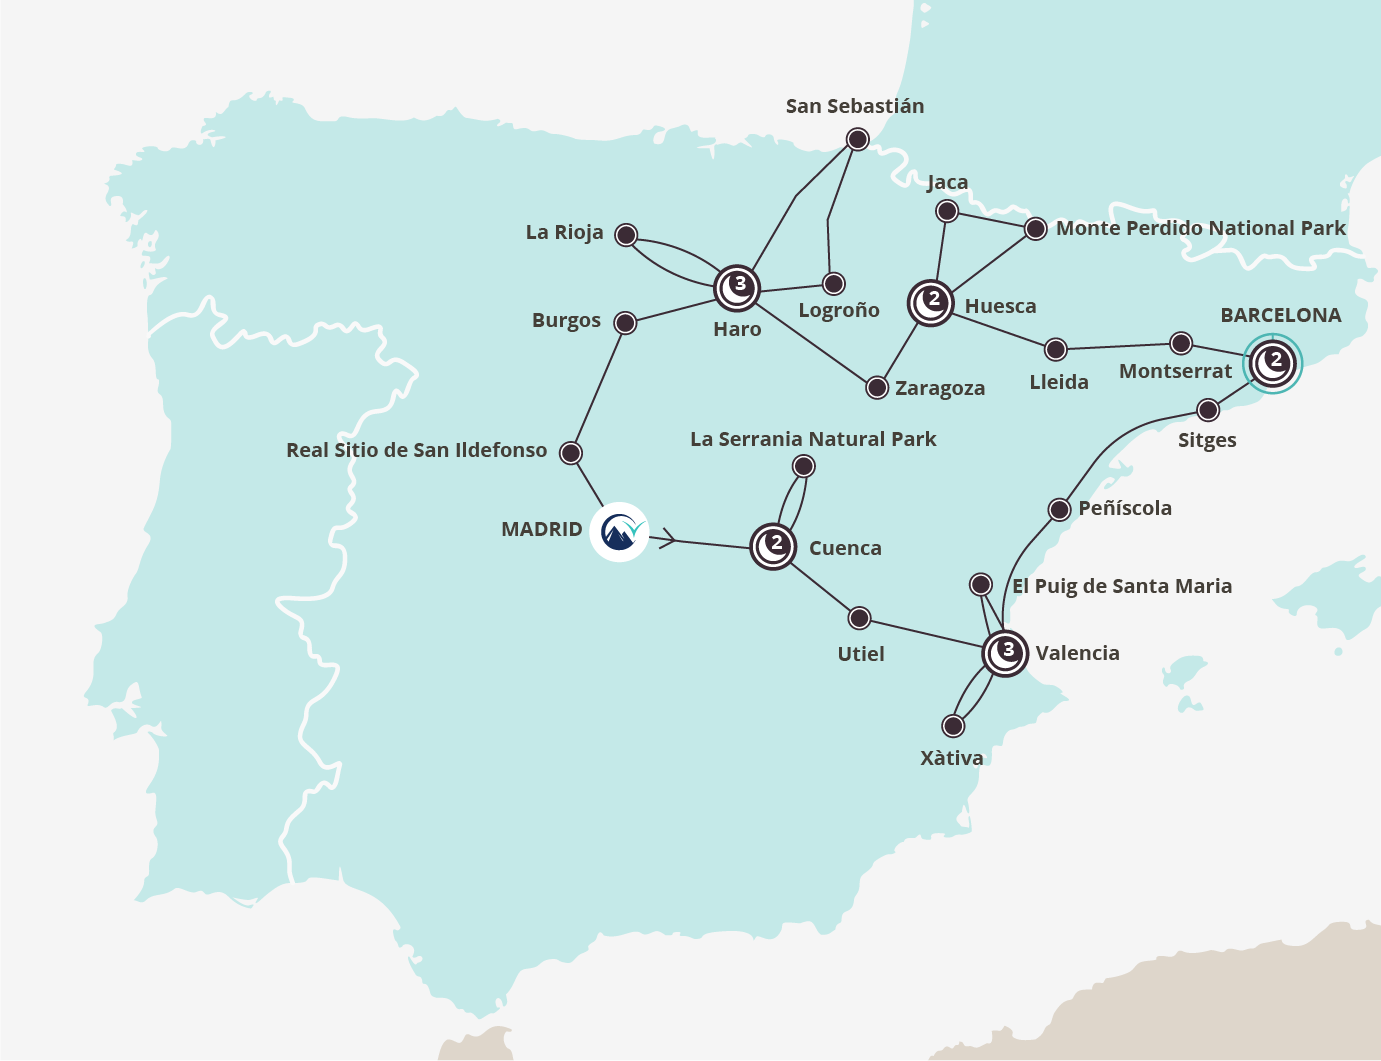 San Sebastián
Jaca
La Rioja
Monte Perdido National Park
3
2
Huesca
Logroño
Burgos
Haro
BARCELONA
2
Montserrat
Lleida
Zaragoza
Sitges
La Serrania Natural Park
Real Sitio de San Ildefonso
Peñíscola
MADRID
2
Cuenca
El Puig de Santa Maria
Utiel
3
Valencia
Xàtiva